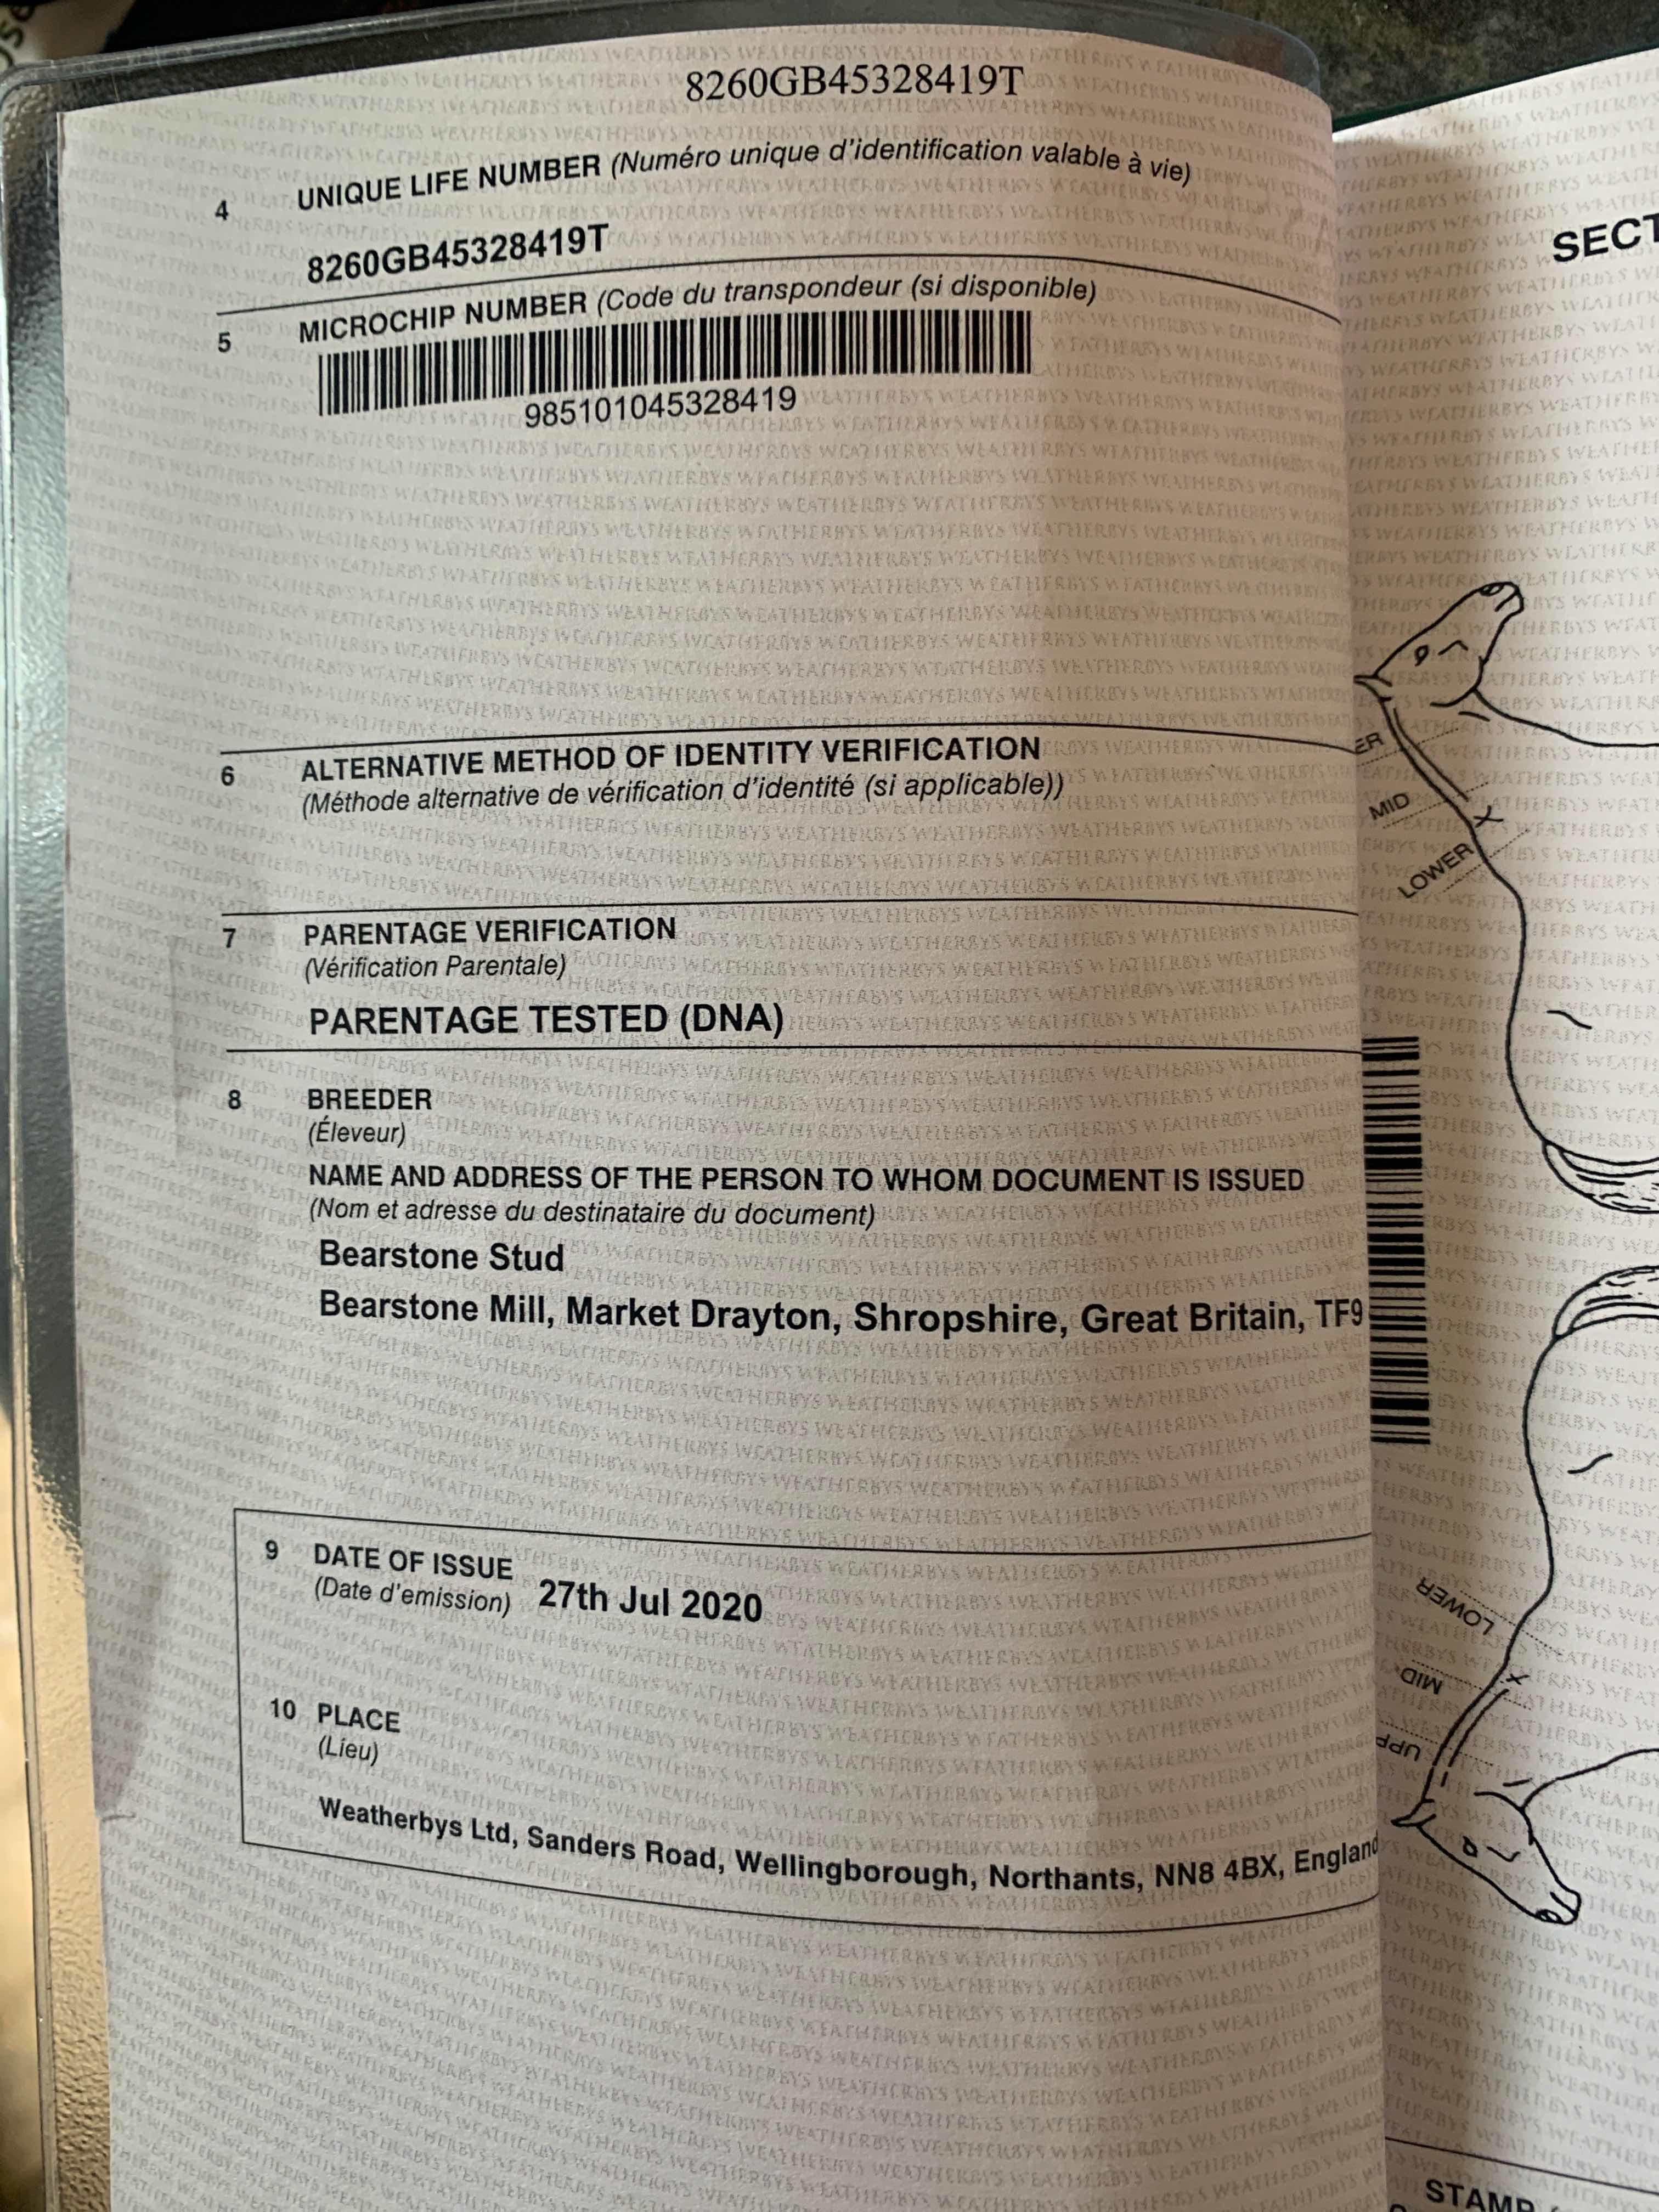 8260GB45328419T
4 UNIQUE LIFE NUMBER (Numéro unique d'identification valable à vie)
8260GB45328419T
5 MICROCHIP NUMBER (Code du transpondeur (si disponible)
985101045328419
6 ALTERNATIVE METHOD OF IDENTITY VERIFICATION
(Méthode alternative de vérification d'identité (si applicable))
7 PARENTAGE VERIFICATION
(Vérification Parentale)
PARENTAGE TESTED (DNA)
8 BREEDER
(Éleveur)
NAME AND ADDRESS OF THE PERSON TO WHOM DOCUMENT IS ISSUED
(Nom et adresse du destinataire du document)
Bearstone Stud
Bearstone Mill, Market Drayton, Shropshire, Great Britain, TF9
9 DATE OF ISSUE
(Date d'emission) 27th Jul 2020
10 PLACE
(Lieu)
Weatherbys Ltd, Sanders Road, Wellingborough, Northants, NN8 4BX, England
SECT
ER
MID
LOWER
LOWER
MID
UPP
STAMP